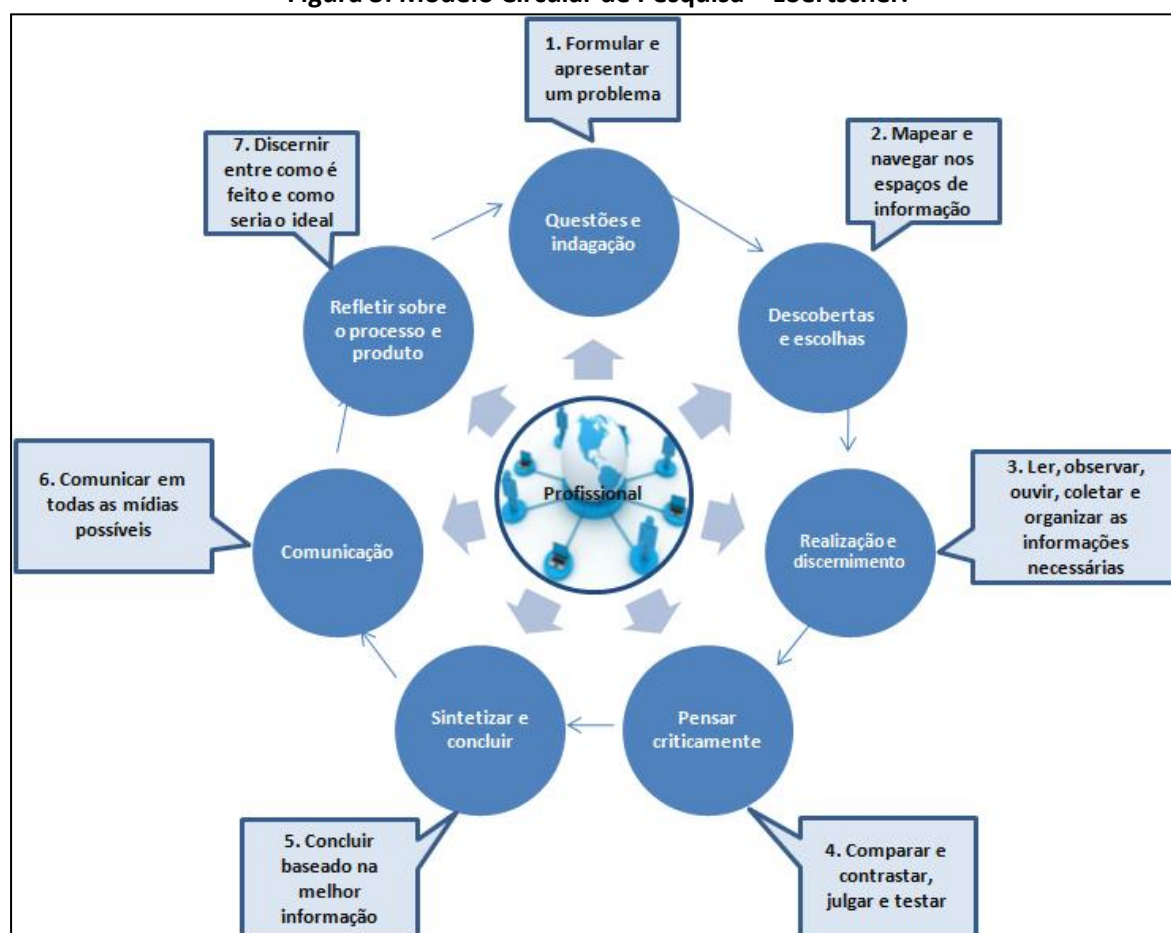 Figura
Modelo Circular de Pesquisa – Loertscher.
1. Formular e
apresentar
um problema
Questões e
indagação
2. Mapear e
navegar nos
espaços de
informação
Descobertas
e escolhas
3. Ler, observar,
ouvir, coletar e
organizar as
informações
necessárias
Realização e
discernimento
4. Comparar e
contrastar,
julgar e testar
Pensar
criticamente
5. Concluir
baseado na
melhor
informação
Sintetizar e
concluir
6. Comunicar em
todas as mídias
possíveis
Comunicação
7. Discernir
entre como é
feito e como
seria o ideal
Refletir sobre
o processo e
produto
Profissional